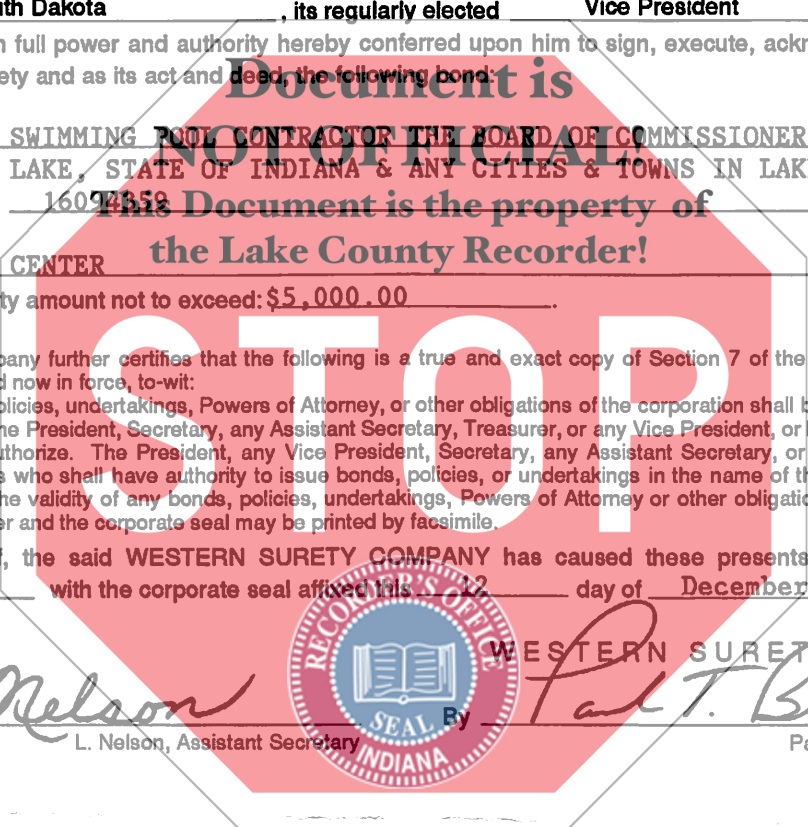 uth Dakota , its regularly elected Vice President
n full power and authority hereby conferred upon him to sign, execute, ackn
ety and as its act and deed, the following bond:
Document is
SWIMMING POOL CONTRACTOR THE BOARD OF COMMISSIONER
NOT OFFICIAL!
LAKE, STATE OF INDIANA & ANY CITIES & TOWNS IN LAK
16094359
This Document is the property of
the Lake County Recorder!
CENTER
ty amount not to exceed: $5,000.00 .
STOP
pany further certifies that the following is a true and exact copy of Section 7 of the
d now in force, to-wit:
olicies, undertakings, Powers of Attorney, or other obligations of the corporation shall b
he President, Secretary, any Assistant Secretary, Treasurer, or any Vice President, or
uthorize. The President, any Vice President, Secretary, any Assistant Secretary, or
s who shall have authority to issue bonds, policies, or undertakings in the name of th
he validity of any bonds, policies, undertakings, Powers of Attorney or other obligatio
er and the corporate seal may be printed by facsimile.
f, the said WESTERN SURETY COMPANY has caused these presents
with the corporate seal affixed this 12 day of December
RECORDER'S OFFICE
SEAL
INDIANA
WESTERN SURET
Nelson
By Paul T. B
L. Nelson, Assistant Secretary
Pa